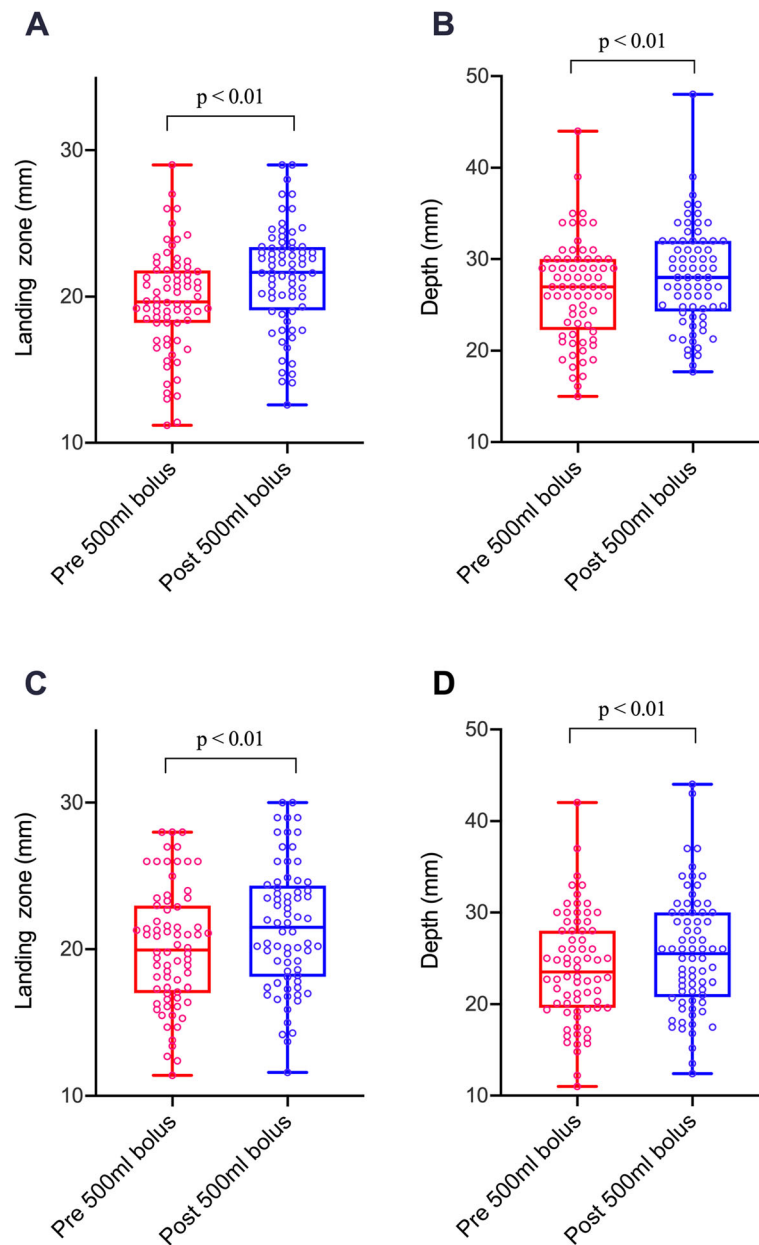 A
p < 0.01
Landing zone (mm)
30
20
10
Pre 500ml bolus
Post 500ml bolus
B
p < 0.01
Depth (mm)
50
40
30
20
10
Pre 500ml bolus
Post 500ml bolus
C
p < 0.01
Landing zone (mm)
30
20
10
Pre 500ml bolus
Post 500ml bolus
D
p < 0.01
Depth (mm)
50
40
30
20
10
Pre 500ml bolus
Post 500ml bolus